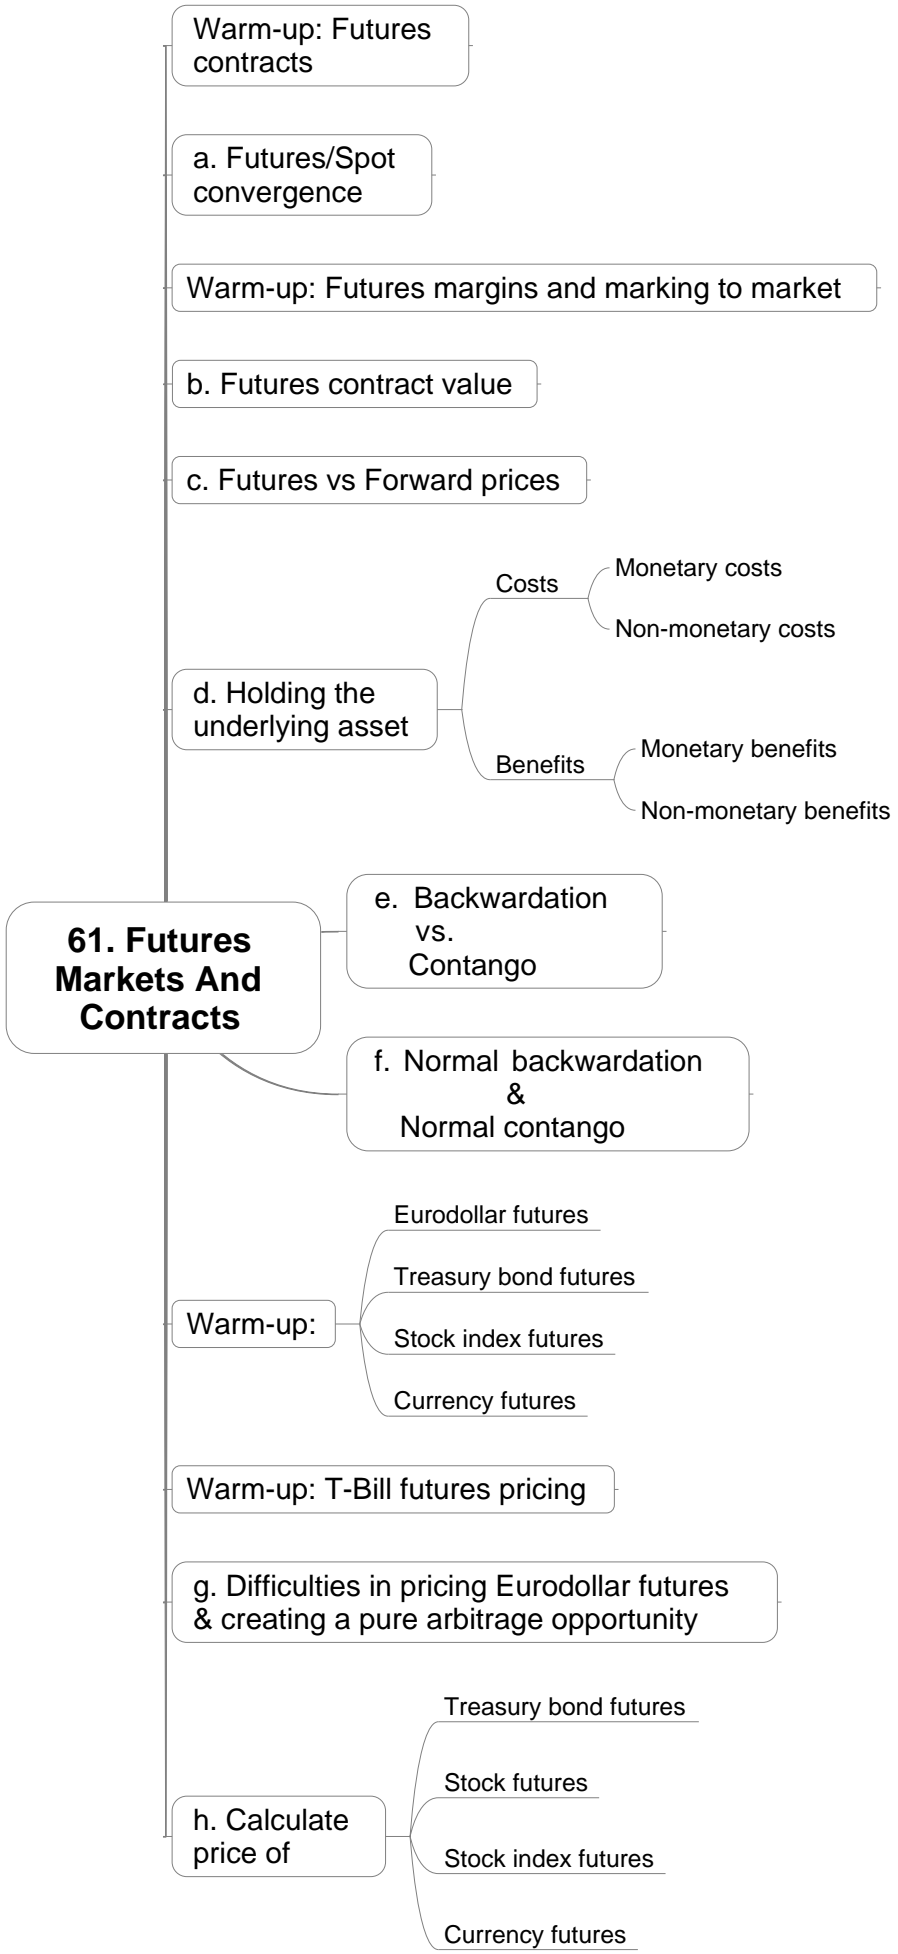 Warm-up: Futures
contracts
a. Futures/Spot
convergence
Warm-up: Futures margins and marking to market
b. Futures contract value
c. Futures vs Forward prices
d. Holding the
underlying asset
Costs
Monetary costs
Non-monetary costs
Benefits
Monetary benefits
Non-monetary benefits
61. Futures
Markets And
Contracts
e. Backwardation
vs.
Contango
f. Normal backwardation
&
Normal contango
Warm-up:
Eurodollar futures
Treasury bond futures
Stock index futures
Currency futures
Warm-up: T-Bill futures pricing
g. Difficulties in pricing Eurodollar futures
& creating a pure arbitrage opportunity
h. Calculate
price of
Treasury bond futures
Stock futures
Stock index futures
Currency futures